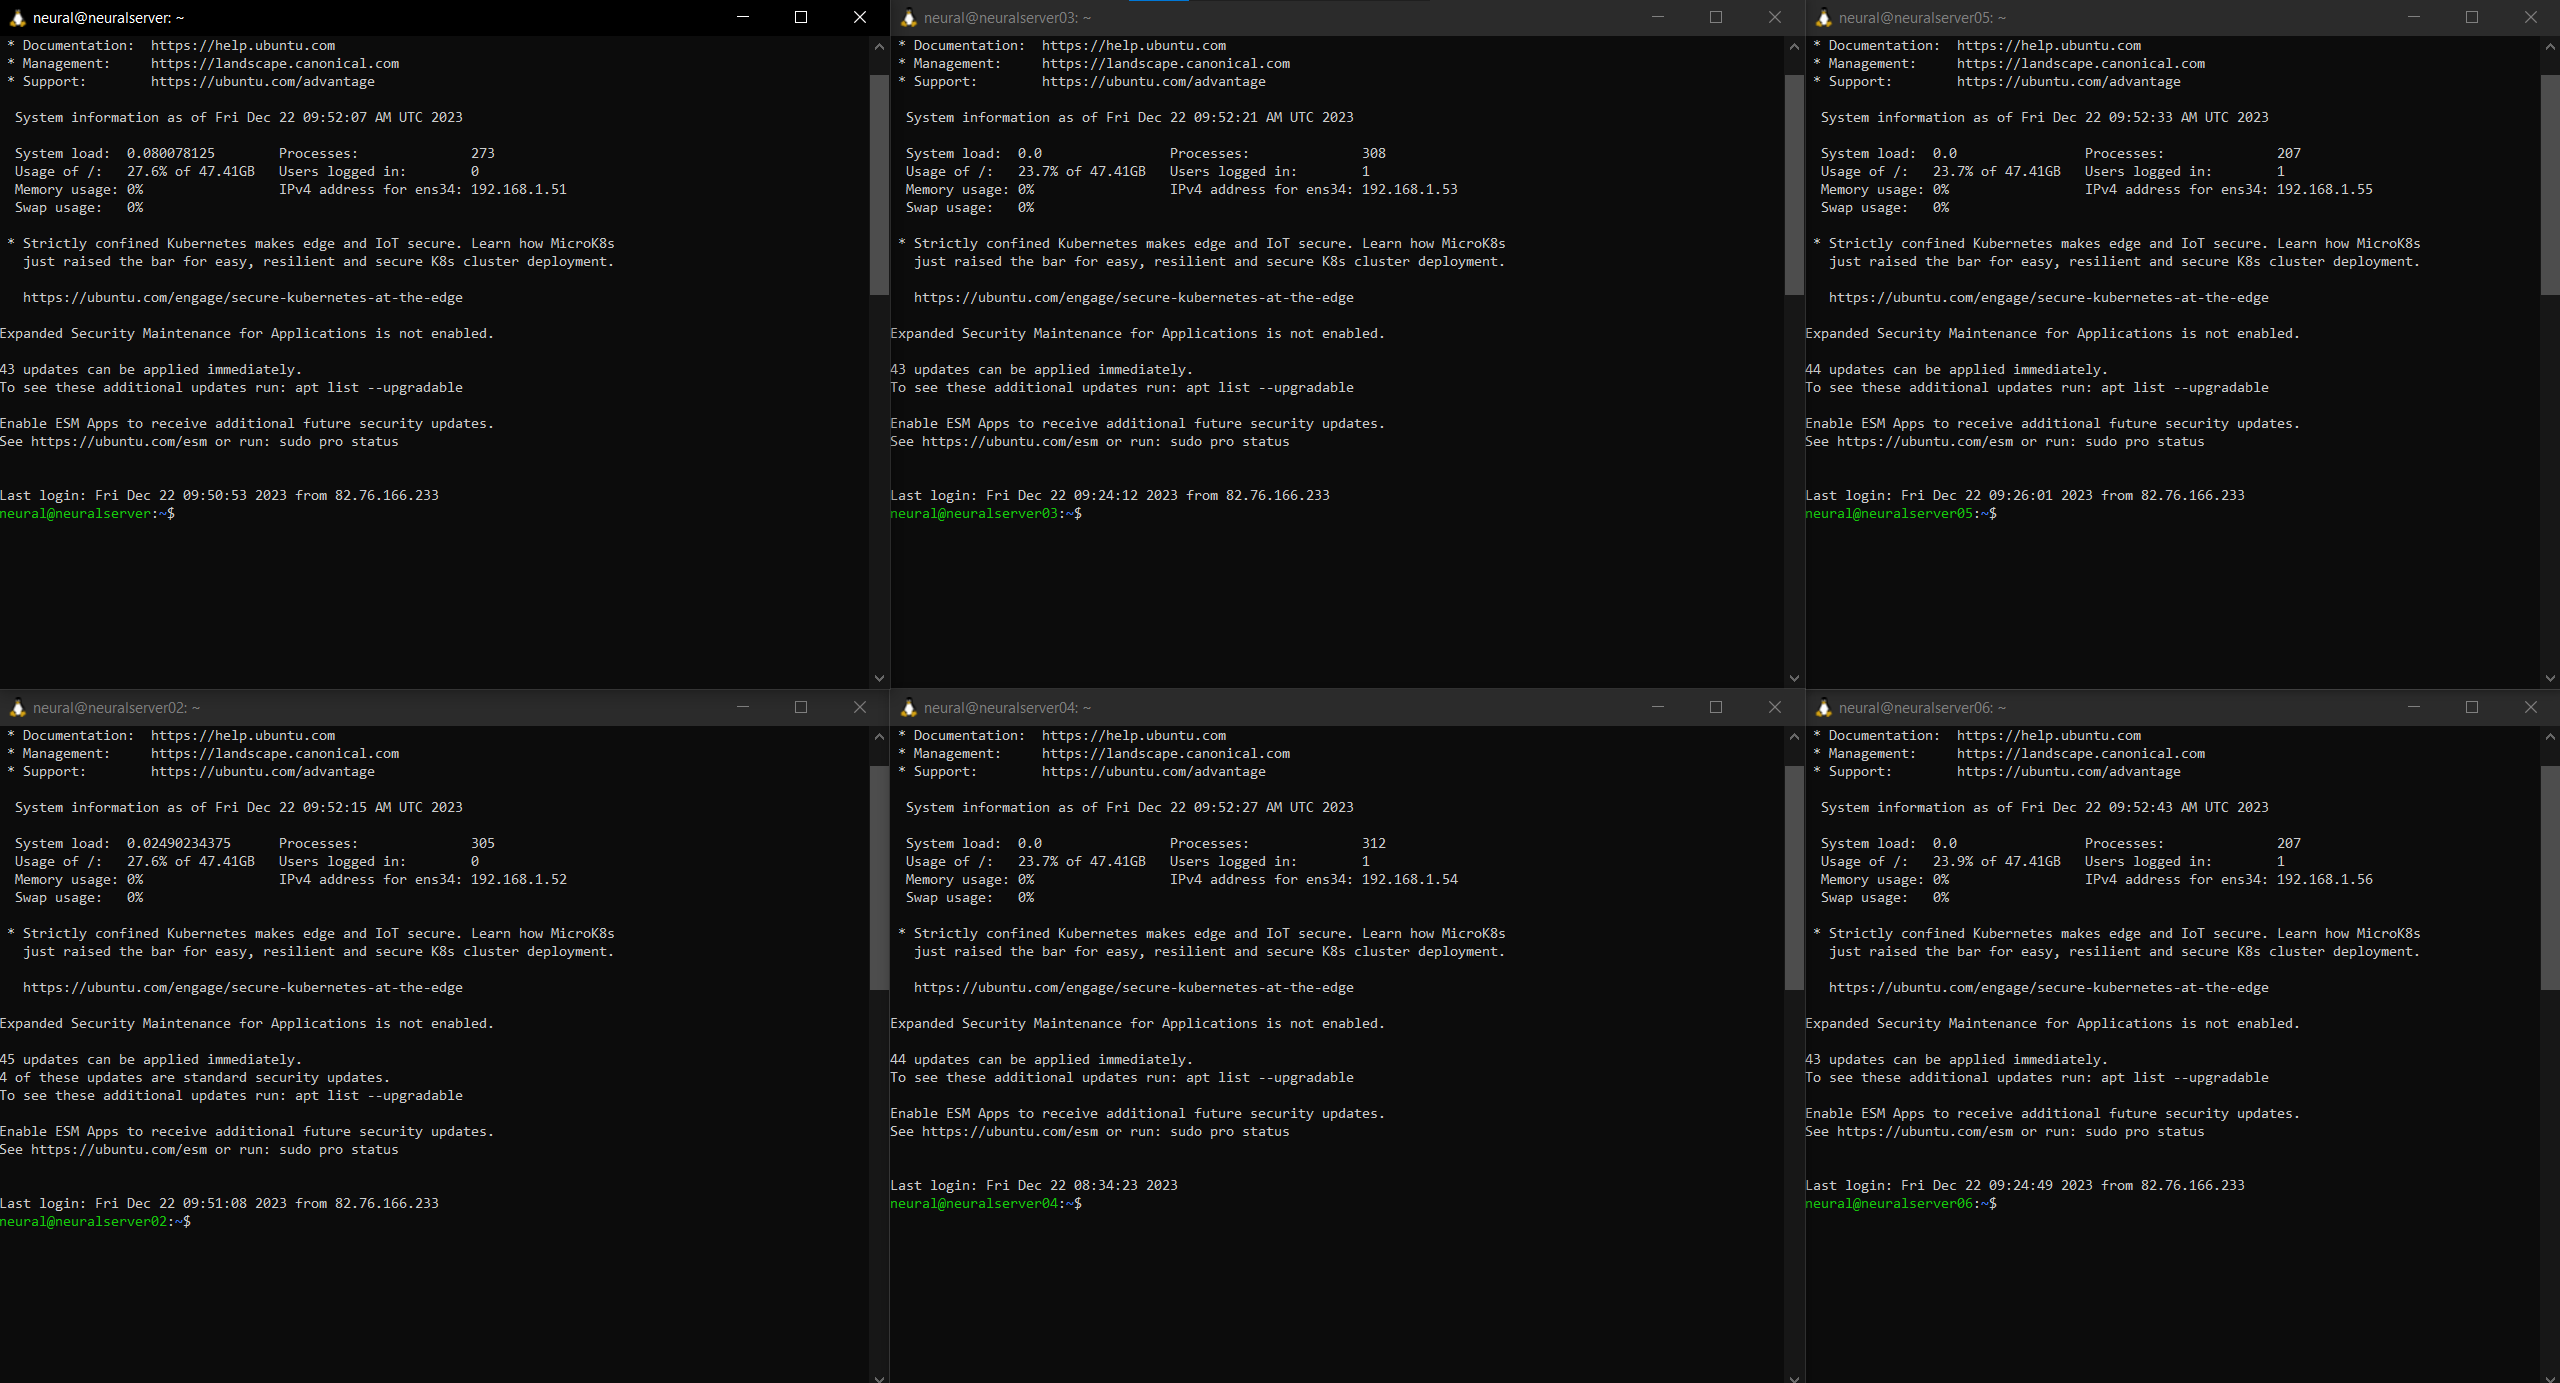 neural@neuralserver: ~
* Documentation:  https://help.ubuntu.com
* Management:     https://landscape.canonical.com
* Support:        https://ubuntu.com/advantage
System information as of Fri Dec 22 09:52:07 AM UTC 2023
System load:  0.080078125        Processes:              273
Usage of /:   27.6% of 47.41GB   Users logged in:        0
Memory usage: 0%                 IPv4 address for ens34: 192.168.1.51
Swap usage:   0%
* Strictly confined Kubernetes makes edge and IoT secure. Learn how MicroK8s
just raised the bar for easy, resilient and secure K8s cluster deployment.
https://ubuntu.com/engage/secure-kubernetes-at-the-edge
Expanded Security Maintenance for Applications is not enabled.
43 updates can be applied immediately.
To see these additional updates run: apt list --upgradable
Enable ESM Apps to receive additional future security updates.
See https://ubuntu.com/esm or run: sudo pro status
Last login: Fri Dec 22 09:50:53 2023 from 82.76.166.233
neural@neuralserver:~$
neural@neuralserver03: ~
* Documentation:  https://help.ubuntu.com
* Management:     https://landscape.canonical.com
* Support:        https://ubuntu.com/advantage
System information as of Fri Dec 22 09:52:21 AM UTC 2023
System load:  0.0                Processes:              308
Usage of /:   23.7% of 47.41GB   Users logged in:        1
Memory usage: 0%                 IPv4 address for ens34: 192.168.1.53
Swap usage:   0%
* Strictly confined Kubernetes makes edge and IoT secure. Learn how MicroK8s
just raised the bar for easy, resilient and secure K8s cluster deployment.
https://ubuntu.com/engage/secure-kubernetes-at-the-edge
Expanded Security Maintenance for Applications is not enabled.
43 updates can be applied immediately.
To see these additional updates run: apt list --upgradable
Enable ESM Apps to receive additional future security updates.
See https://ubuntu.com/esm or run: sudo pro status
Last login: Fri Dec 22 09:24:12 2023 from 82.76.166.233
neural@neuralserver03:~$
neural@neuralserver05: ~
* Documentation:  https://help.ubuntu.com
* Management:     https://landscape.canonical.com
* Support:        https://ubuntu.com/advantage
System information as of Fri Dec 22 09:52:33 AM UTC 2023
System load:  0.0                Processes:              207
Usage of /:   23.7% of 47.41GB   Users logged in:        1
Memory usage: 0%                 IPv4 address for ens34: 192.168.1.55
Swap usage:   0%
* Strictly confined Kubernetes makes edge and IoT secure. Learn how MicroK8s
just raised the bar for easy, resilient and secure K8s cluster deployment.
https://ubuntu.com/engage/secure-kubernetes-at-the-edge
Expanded Security Maintenance for Applications is not enabled.
44 updates can be applied immediately.
To see these additional updates run: apt list --upgradable
Enable ESM Apps to receive additional future security updates.
See https://ubuntu.com/esm or run: sudo pro status
Last login: Fri Dec 22 09:26:01 2023 from 82.76.166.233
neural@neuralserver05:~$
neural@neuralserver02: ~
* Documentation:  https://help.ubuntu.com
* Management:     https://landscape.canonical.com
* Support:        https://ubuntu.com/advantage
System information as of Fri Dec 22 09:52:15 AM UTC 2023
System load:  0.02490234375      Processes:              305
Usage of /:   27.6% of 47.41GB   Users logged in:        0
Memory usage: 0%                 IPv4 address for ens34: 192.168.1.52
Swap usage:   0%
* Strictly confined Kubernetes makes edge and IoT secure. Learn how MicroK8s
just raised the bar for easy, resilient and secure K8s cluster deployment.
https://ubuntu.com/engage/secure-kubernetes-at-the-edge
Expanded Security Maintenance for Applications is not enabled.
45 updates can be applied immediately.
4 of these updates are standard security updates.
To see these additional updates run: apt list --upgradable
Enable ESM Apps to receive additional future security updates.
See https://ubuntu.com/esm or run: sudo pro status
Last login: Fri Dec 22 09:51:08 2023 from 82.76.166.233
neural@neuralserver02:~$
neural@neuralserver04: ~
* Documentation:  https://help.ubuntu.com
* Management:     https://landscape.canonical.com
* Support:        https://ubuntu.com/advantage
System information as of Fri Dec 22 09:52:27 AM UTC 2023
System load:  0.0                Processes:              312
Usage of /:   23.7% of 47.41GB   Users logged in:        1
Memory usage: 0%                 IPv4 address for ens34: 192.168.1.54
Swap usage:   0%
* Strictly confined Kubernetes makes edge and IoT secure. Learn how MicroK8s
just raised the bar for easy, resilient and secure K8s cluster deployment.
https://ubuntu.com/engage/secure-kubernetes-at-the-edge
Expanded Security Maintenance for Applications is not enabled.
44 updates can be applied immediately.
To see these additional updates run: apt list --upgradable
Enable ESM Apps to receive additional future security updates.
See https://ubuntu.com/esm or run: sudo pro status
Last login: Fri Dec 22 08:34:23 2023
neural@neuralserver04:~$
neural@neuralserver06: ~
* Documentation:  https://help.ubuntu.com
* Management:     https://landscape.canonical.com
* Support:        https://ubuntu.com/advantage
System information as of Fri Dec 22 09:52:43 AM UTC 2023
System load:  0.0                Processes:              207
Usage of /:   23.9% of 47.41GB   Users logged in:        1
Memory usage: 0%                 IPv4 address for ens34: 192.168.1.56
Swap usage:   0%
* Strictly confined Kubernetes makes edge and IoT secure. Learn how MicroK8s
just raised the bar for easy, resilient and secure K8s cluster deployment.
https://ubuntu.com/engage/secure-kubernetes-at-the-edge
Expanded Security Maintenance for Applications is not enabled.
43 updates can be applied immediately.
To see these additional updates run: apt list --upgradable
Enable ESM Apps to receive additional future security updates.
See https://ubuntu.com/esm or run: sudo pro status
Last login: Fri Dec 22 09:24:49 2023 from 82.76.166.233
neural@neuralserver06:~$